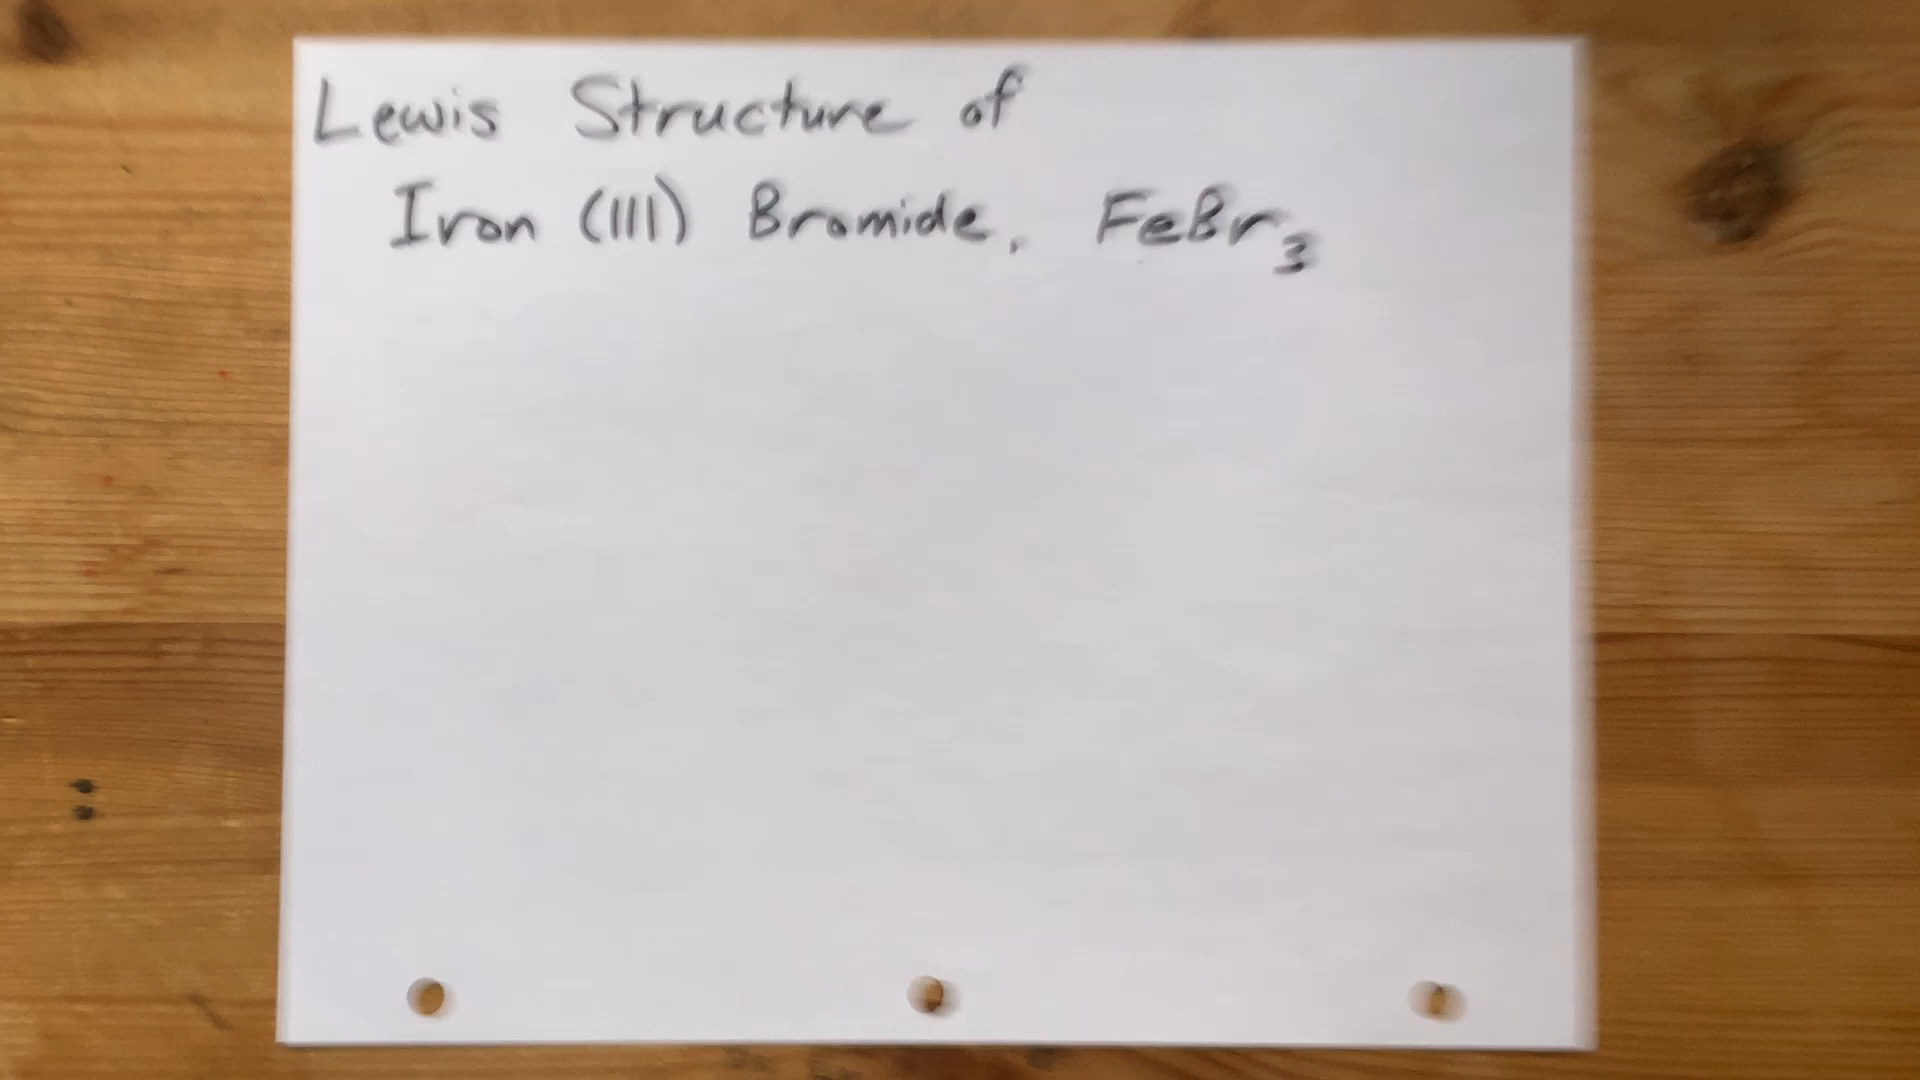 Lewis Structure of
Iron (III) Bromide, FeBr₃